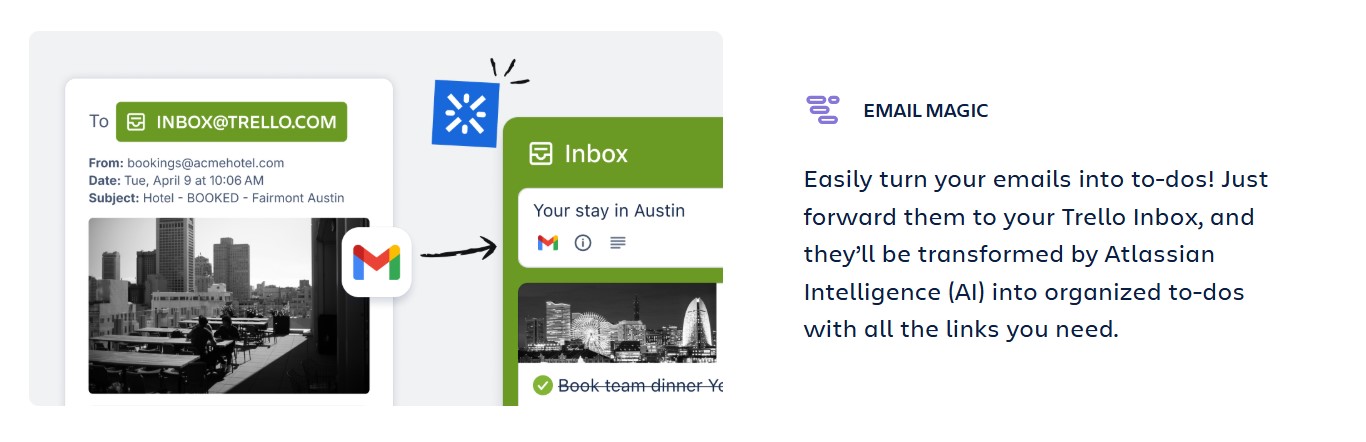 To INBOX@TRELLO.COM
From: bookings@acmehotel.com
Date: Tue, April 9 at 10:06 AM
Subject: Hotel - BOOKED - Fairmont Austin
Inbox
Your stay in Austin
Book team dinner
EMAIL MAGIC
Easily turn your emails into to-dos! Just
forward them to your Trello Inbox, and
they’ll be transformed by Atlassian
Intelligence (AI) into organized to-dos
with all the links you need.